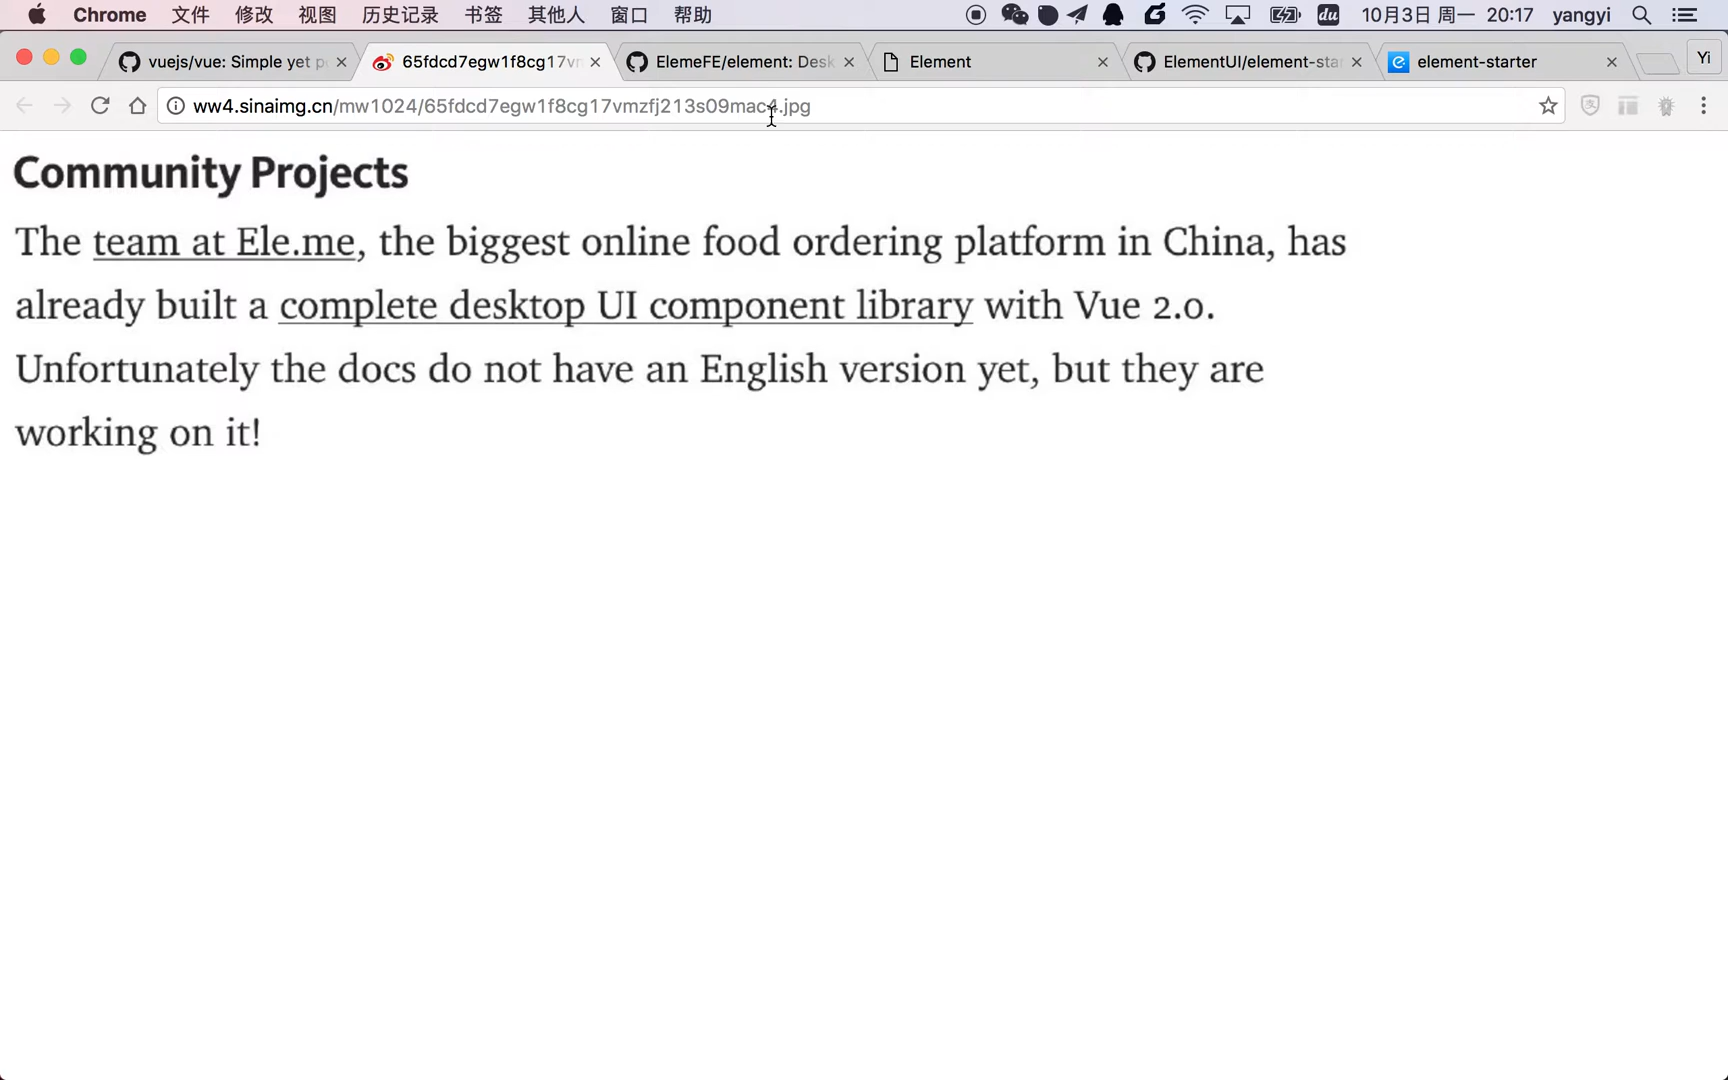 Chrome 文件 修改 视图 历史记录 书签 其他人 窗口 帮助 du 10月3日 周一 20:17 yangyi
vuejs/vue: Simple yet p
65fdcd7egw1f8cg17v
ElemeFE/element: Desk
Element
ElementUI/element-sta
element-starter
Yi
ww4.sinaimg.cn/mw1024/65fdcd7egw1f8cg17vmzfj213s09mac4.jpg
Community Projects
The team at Ele.me, the biggest online food ordering platform in China, has
already built a complete desktop UI component library with Vue 2.0.
Unfortunately the docs do not have an English version yet, but they are
working on it!